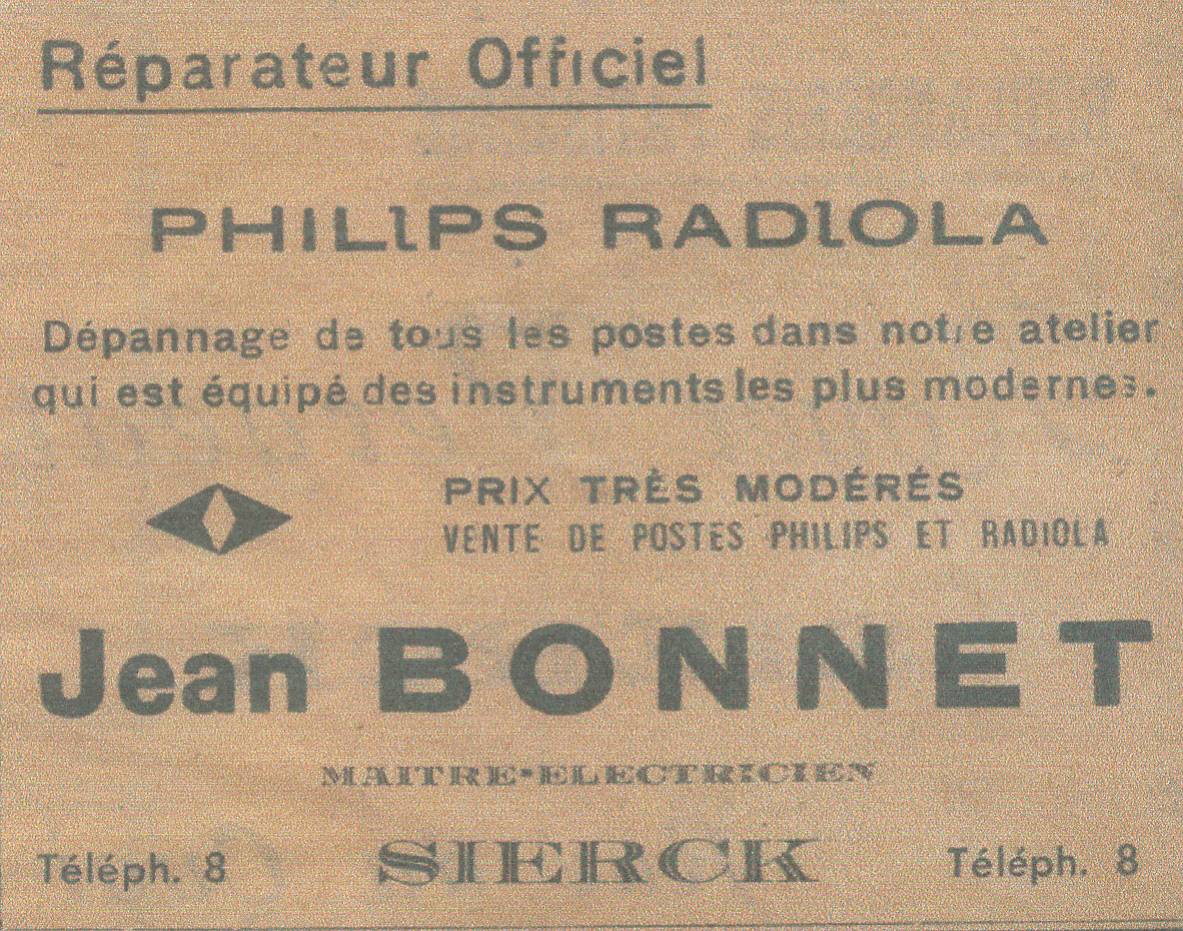 Réparateur Officiel
PHILIPS RADIOLA
Dépannage de tous les postes dans notre atelier
qui est équipé des instruments les plus modernes.
PRIX TRÈS MODÉRÉS
VENTE DE POSTES PHILIPS ET RADIOLA
Jean BONNET
MAITRE-ELECTRICIEN
Téléph. 8 SIERCK Téléph. 8